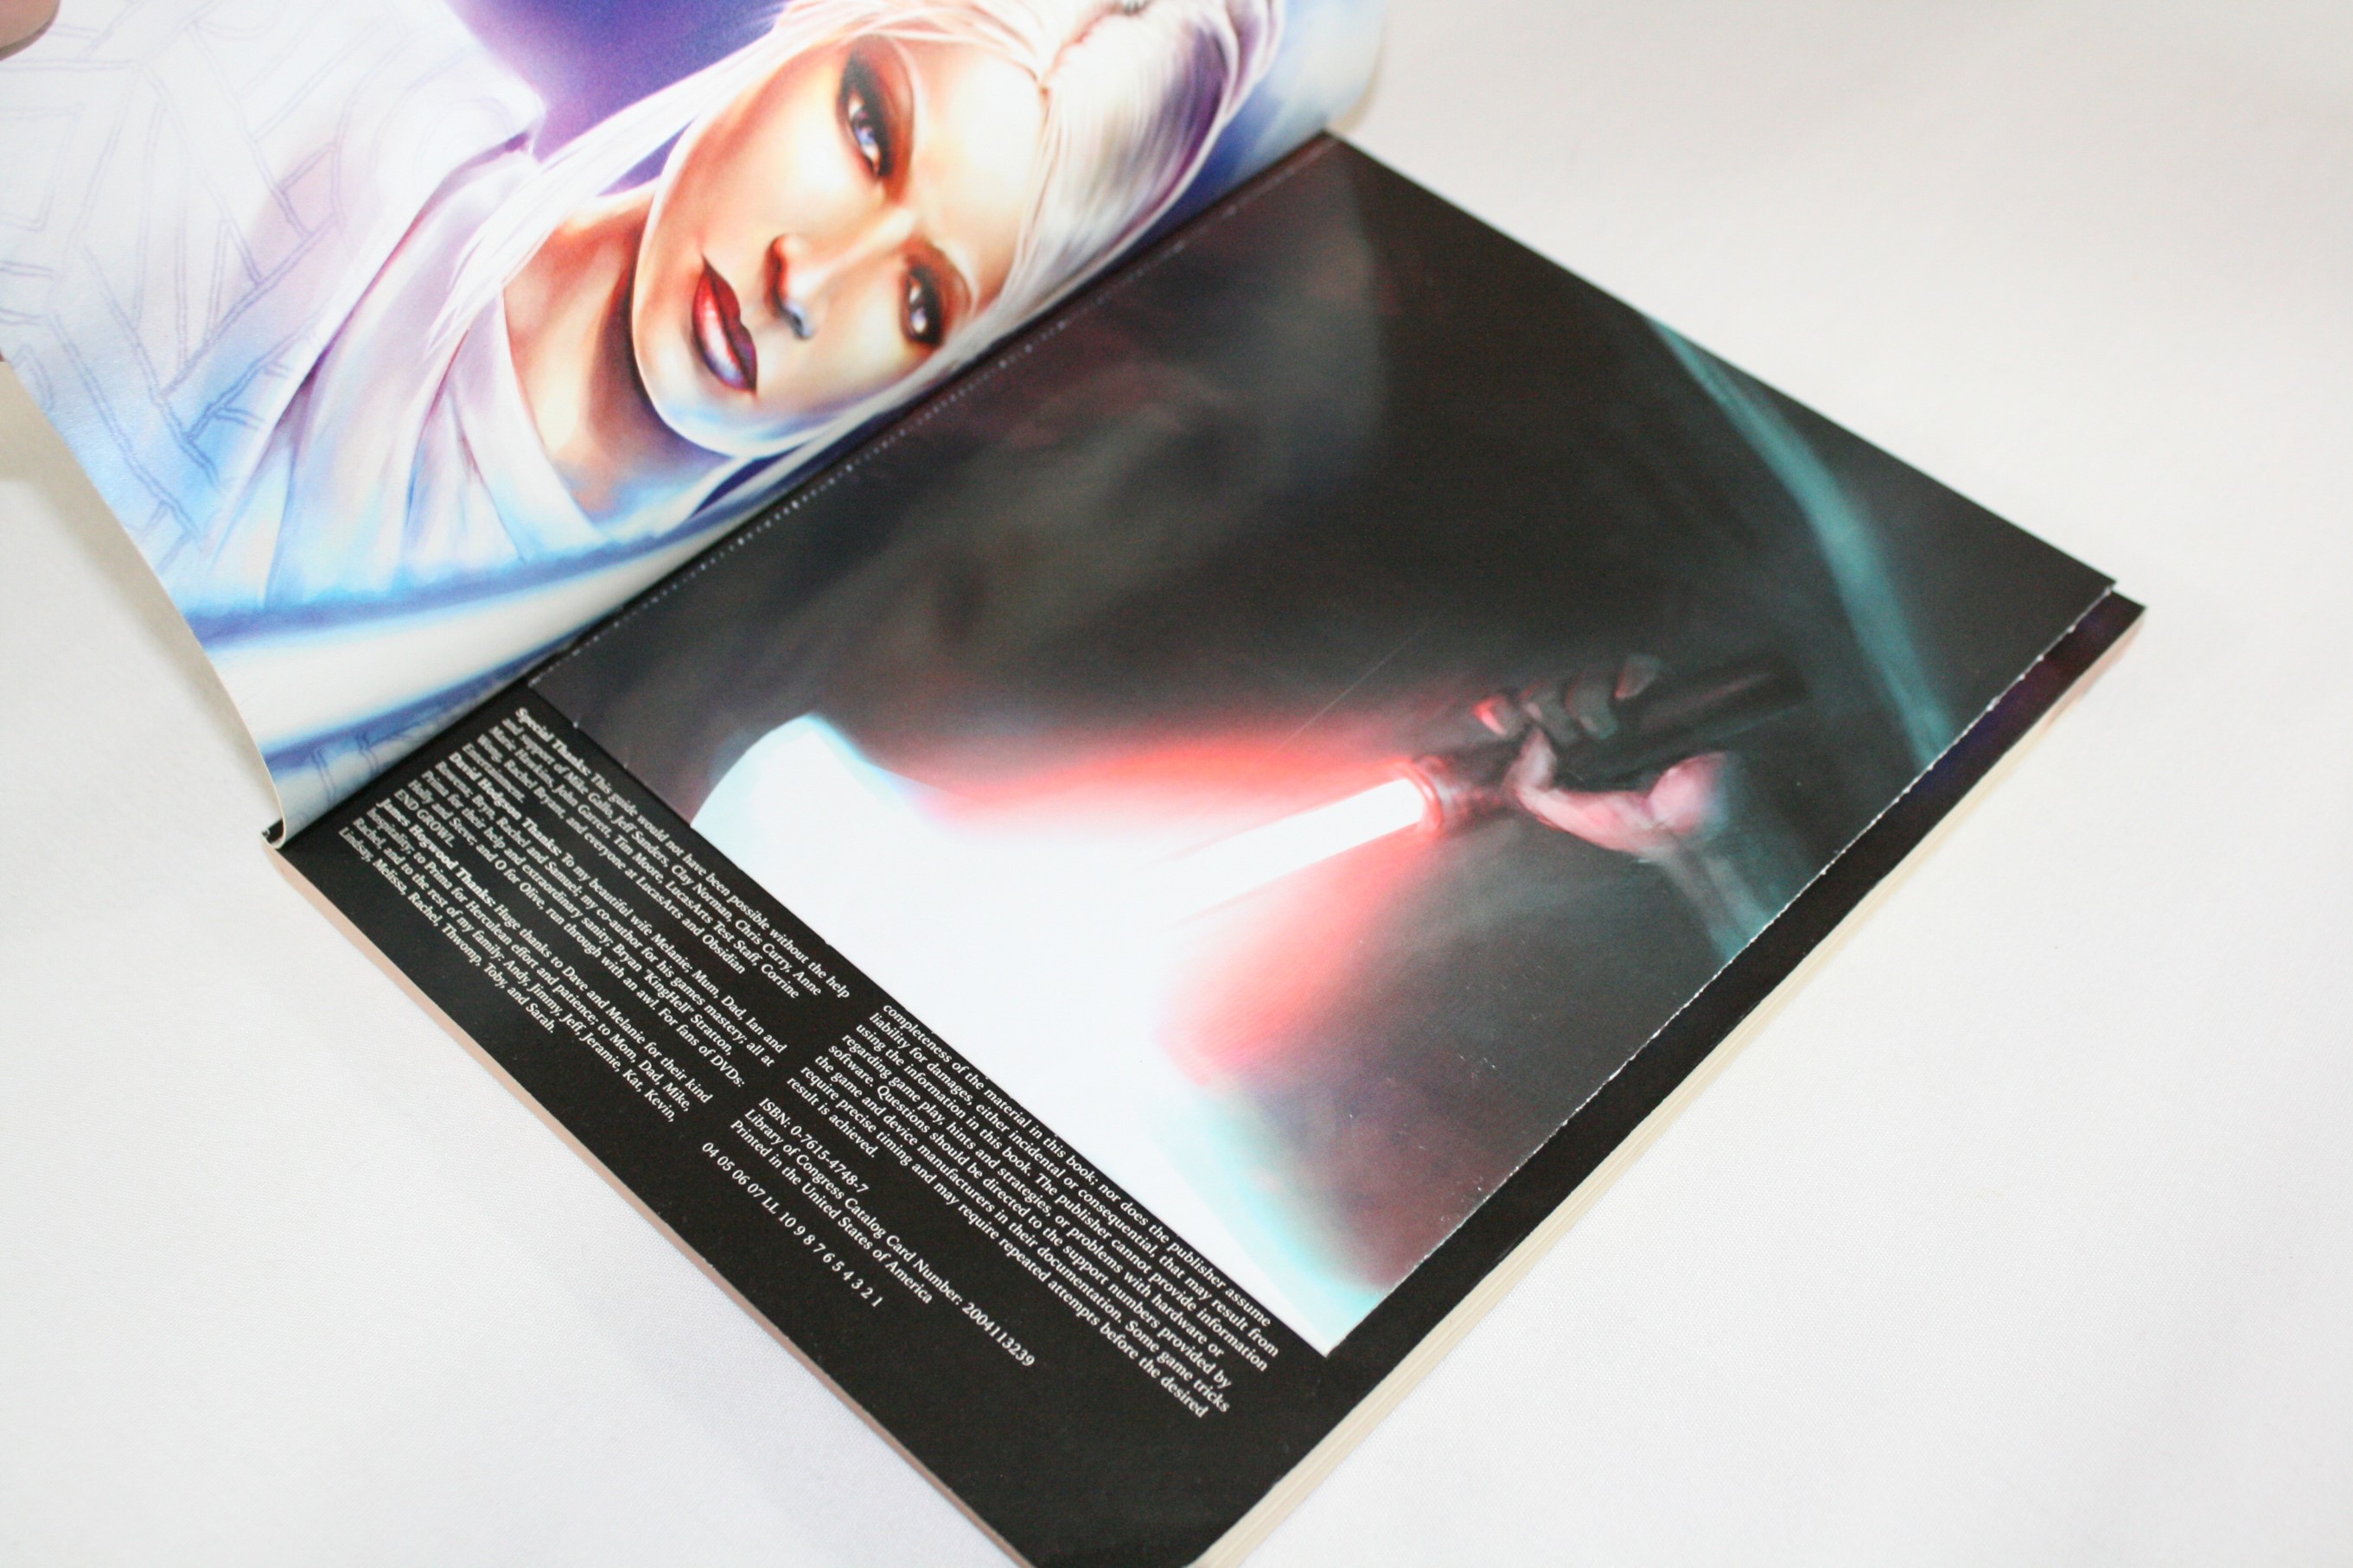 Special Thanks: This guide would not have been possible without the help
and support of Mike Gallo, Jeff Sanders, Clay Norman, Chris Curry, Anne
Marie Hawkins, John Garrett, Tim Moore, LucasArts Test Staff, Corrine
Wong, Rachel Bryant, and everyone at LucasArts and Obsidian
Entertainment.
David Hodgson Thanks: To my beautiful wife Melanie; Mum, Dad, Ian and
Rowena; Bryn, Rachel and Samuel; my co-author for his games mastery; all at
Prima for their help and extraordinary sanity; Bryan "KingHell" Stratton,
Holly and Steve; and O for Olive, run through with an awl. For fans of DVDs:
END GROWL.
James Hogwood Thanks: Huge thanks to Dave and Melanie for their kind
hospitality; to Prima for Herculean effort and patience; to Mom, Dad, Mike,
Rachel, and to the rest of my family: Andy, Jimmy, Jeff, Jeramie, Kat, Kevin,
Lindsay, Melissa, Rachel, Thwomp, Toby, and Sarah.
completeness of the material in this book; nor does the publisher assume
liability for damages, either incidental or consequential, that may result from
using the information in this book. The publisher cannot provide information
regarding game play, hints and strategies, or problems with hardware or
software. Questions should be directed to the support numbers provided by
the game and device manufacturers in their documentation. Some game tricks
require precise timing and may require repeated attempts before the desired
result is achieved.
ISBN: 0-7615-4748-7
Library of Congress Catalog Card Number: 2004113239
Printed in the United States of America
04 05 06 07 LL 10 9 8 7 6 5 4 3 2 1